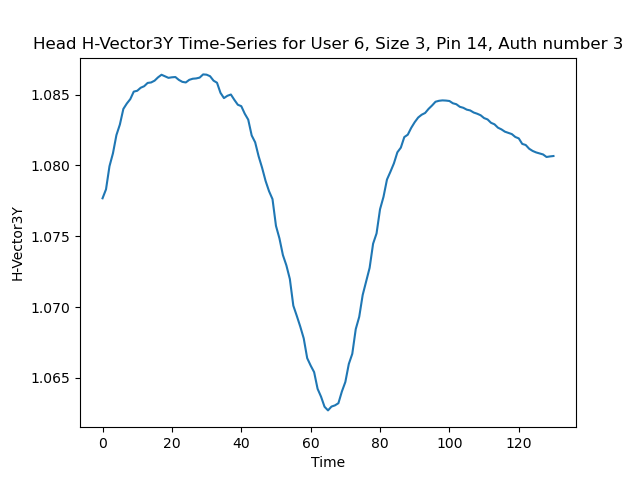 Head H-Vector3Y Time-Series for User 6, Size 3, Pin 14, Auth number 3
1.085
1.080
1.075
1.070
1.065
H-Vector3Y
0 20 40 60 80 100 120
Time